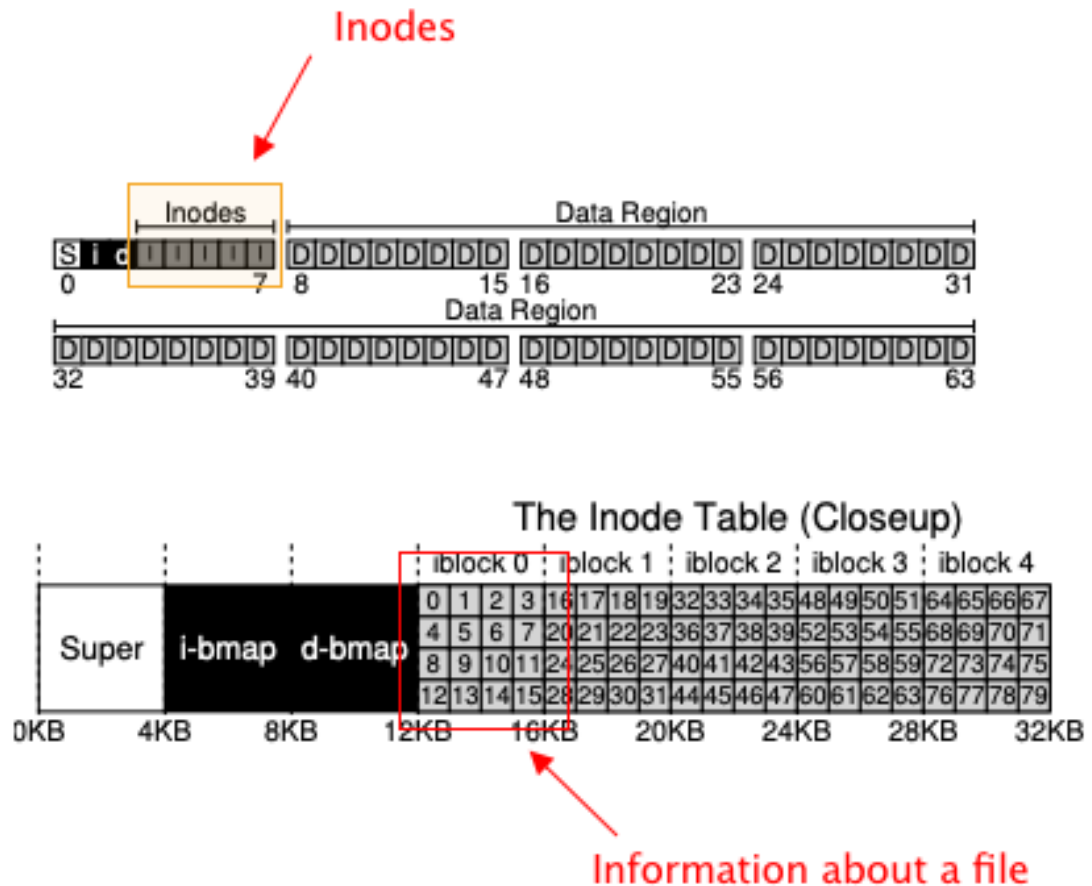 Inodes
Inodes Data Region
S i d I I I I I D D D D D D D D D D D D D D D D D D D D D D D D
0 7 8 15 16 23 24 31
Data Region
D D D D D D D D D D D D D D D D D D D D D D D D D D D D D D D D
32 39 40 47 48 55 56 63
The Inode Table (Closeup)
iblock 0 iblock 1 iblock 2 iblock 3 iblock 4
0 1 2 3 16 17 18 19 32 33 34 35 48 49 50 51 64 65 66 67
4 5 6 7 20 21 22 23 36 37 38 39 52 53 54 55 68 69 70 71
Super i-bmap d-bmap
8 9 10 11 24 25 26 27 40 41 42 43 56 57 58 59 72 73 74 75
12 13 14 15 28 29 30 31 44 45 46 47 60 61 62 63 76 77 78 79
0KB 4KB 8KB 12KB 16KB 20KB 24KB 28KB 32KB
Information about a file